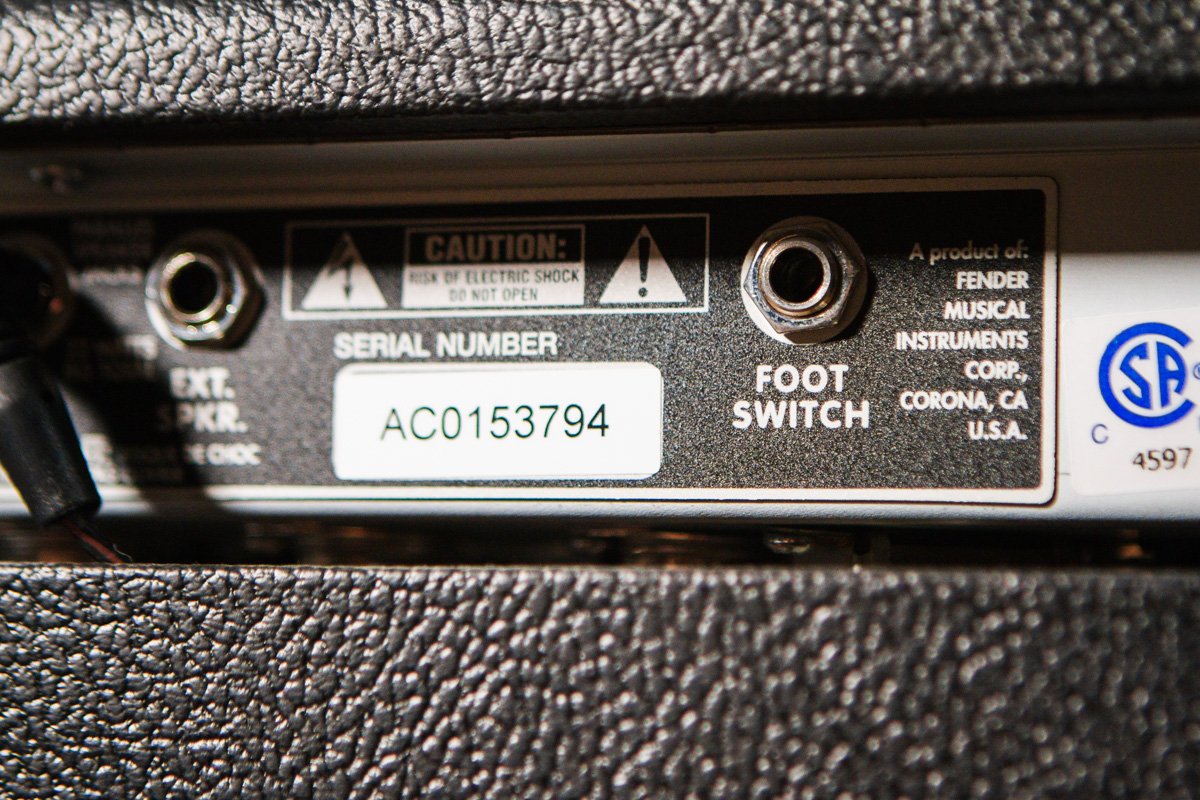 CAUTION:
RISK OF ELECTRIC SHOCK
DO NOT OPEN
SERIAL NUMBER
AC0153794
EXT.
SPKR.
FOOT
SWITCH
A product of:
FENDER
MUSICAL
INSTRUMENTS
CORP.,
CORONA, CA
U.S.A.
CSA
®
C
4597